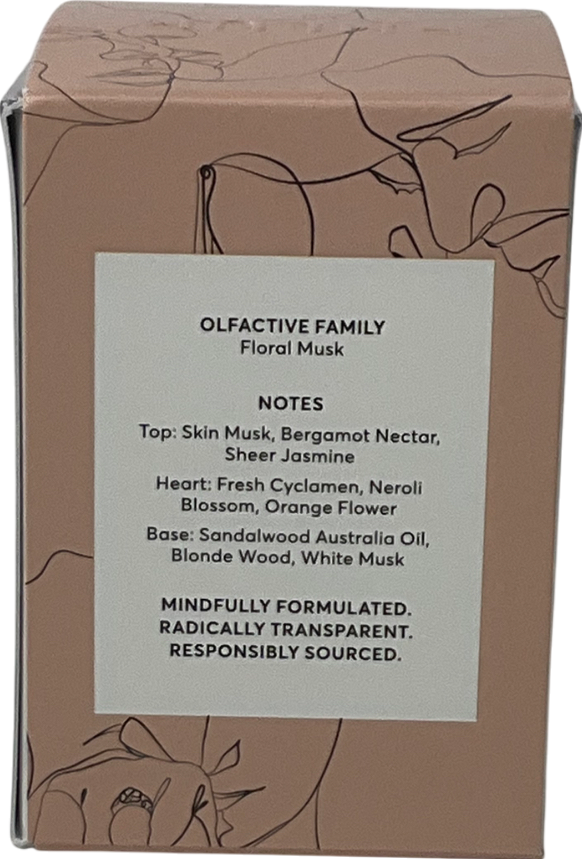 OLFACTIVE FAMILY
Floral Musk
NOTES
Top: Skin Musk, Bergamot Nectar,
Sheer Jasmine
Heart: Fresh Cyclamen, Neroli
Blossom, Orange Flower
Base: Sandalwood Australia Oil,
Blonde Wood, White Musk
MINDFULLY FORMULATED.
RADICALLY TRANSPARENT.
RESPONSIBLY SOURCED.